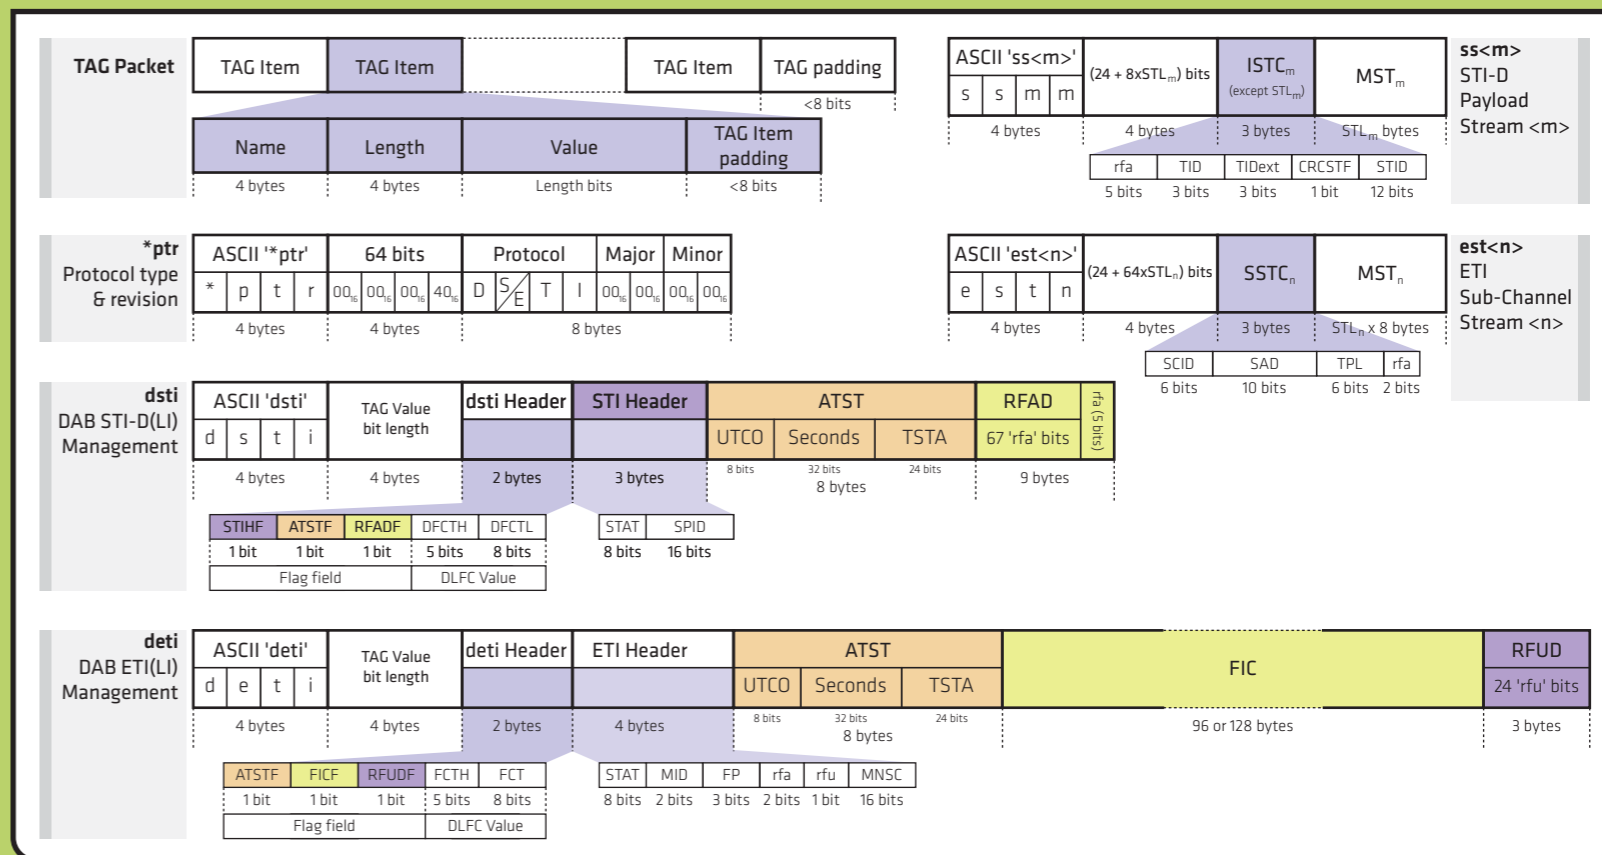 TAG Packet
TAG Item
TAG Item
TAG Item
TAG padding
<8 bits
Name
Length
Value
TAG Item
padding
4 bytes
4 bytes
Length bits
<8 bits
ASCII 'ss<m>'
(24 + 8xSTLm) bits
ISTCm
(except STLm)
MSTm
s s m m
4 bytes
4 bytes
3 bytes
STLm bytes
rfa TID TIDext CRCSTF STID
5 bits 3 bits 3 bits 1 bit 12 bits
ss<m>
STI-D
Payload
Stream <m>
*ptr
Protocol type
& revision
ASCII '*ptr' 64 bits Protocol Major Minor
* p t r 00₁₆ 00₁₆ 00₁₆ 40₁₆ D S/E T I 00₁₆ 00₁₆ 00₁₆ 00₁₆
4 bytes 4 bytes 8 bytes
ASCII 'est<n>'
(24 + 64xSTLn) bits
SSTCn
MSTn
e s t n
4 bytes
4 bytes
3 bytes
STLn x 8 bytes
SCID SAD TPL rfa
6 bits 10 bits 6 bits 2 bits
est<n>
ETI
Sub-Channel
Stream <n>
dsti
DAB STI-D(LI)
Management
ASCII 'dsti'
d s t i
TAG Value
bit length
dsti Header
STI Header
ATST
UTCO Seconds TSTA
8 bits 32 bits 24 bits
RFAD
67 'rfa' bits
rfa (5 bits)
4 bytes 4 bytes 2 bytes 3 bytes 8 bytes 9 bytes
STIHF ATSTF RFADF DFCTH DFCTL
1 bit 1 bit 1 bit 5 bits 8 bits
Flag field DLFC Value
STAT SPID
8 bits 16 bits
deti
DAB ETI(LI)
Management
ASCII 'deti'
d e t i
TAG Value
bit length
deti Header
ETI Header
ATST
UTCO Seconds TSTA
8 bits 32 bits 24 bits
FIC
RFUD
24 'rfu' bits
4 bytes 4 bytes 2 bytes 4 bytes 8 bytes 96 or 128 bytes 3 bytes
ATSTF FICF RFUDF FCTH FCT
1 bit 1 bit 1 bit 5 bits 8 bits
Flag field DLFC Value
STAT MID FP rfa rfu MNSC
8 bits 2 bits 3 bits 2 bits 1 bit 16 bits